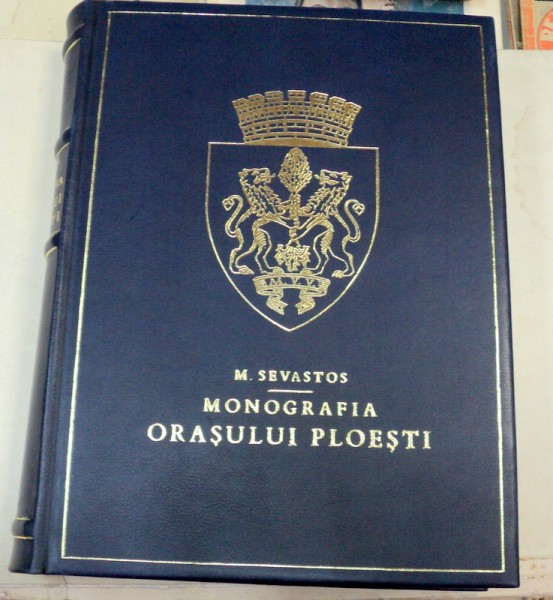 M.V.V.
M. SEVASTOS
MONOGRAFIA
ORAȘULUI PLOEȘTI